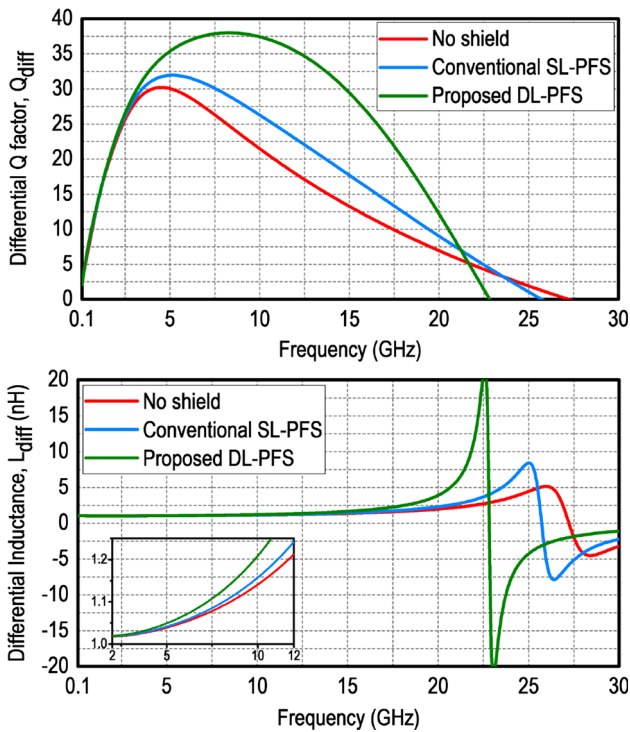 40
35
30
25
20
15
10
5
0
Differential Q factor, Qdiff
No shield
Conventional SL-PFS
Proposed DL-PFS
0.1 5 10 15 20 25 30
Frequency (GHz)
20
15
10
5
0
-5
-10
-15
-20
Differential Inductance, Ldiff (nH)
No shield
Conventional SL-PFS
Proposed DL-PFS
1.2
1.1
1.0
2 5 10 12
0.1 5 10 15 20 25 30
Frequency (GHz)